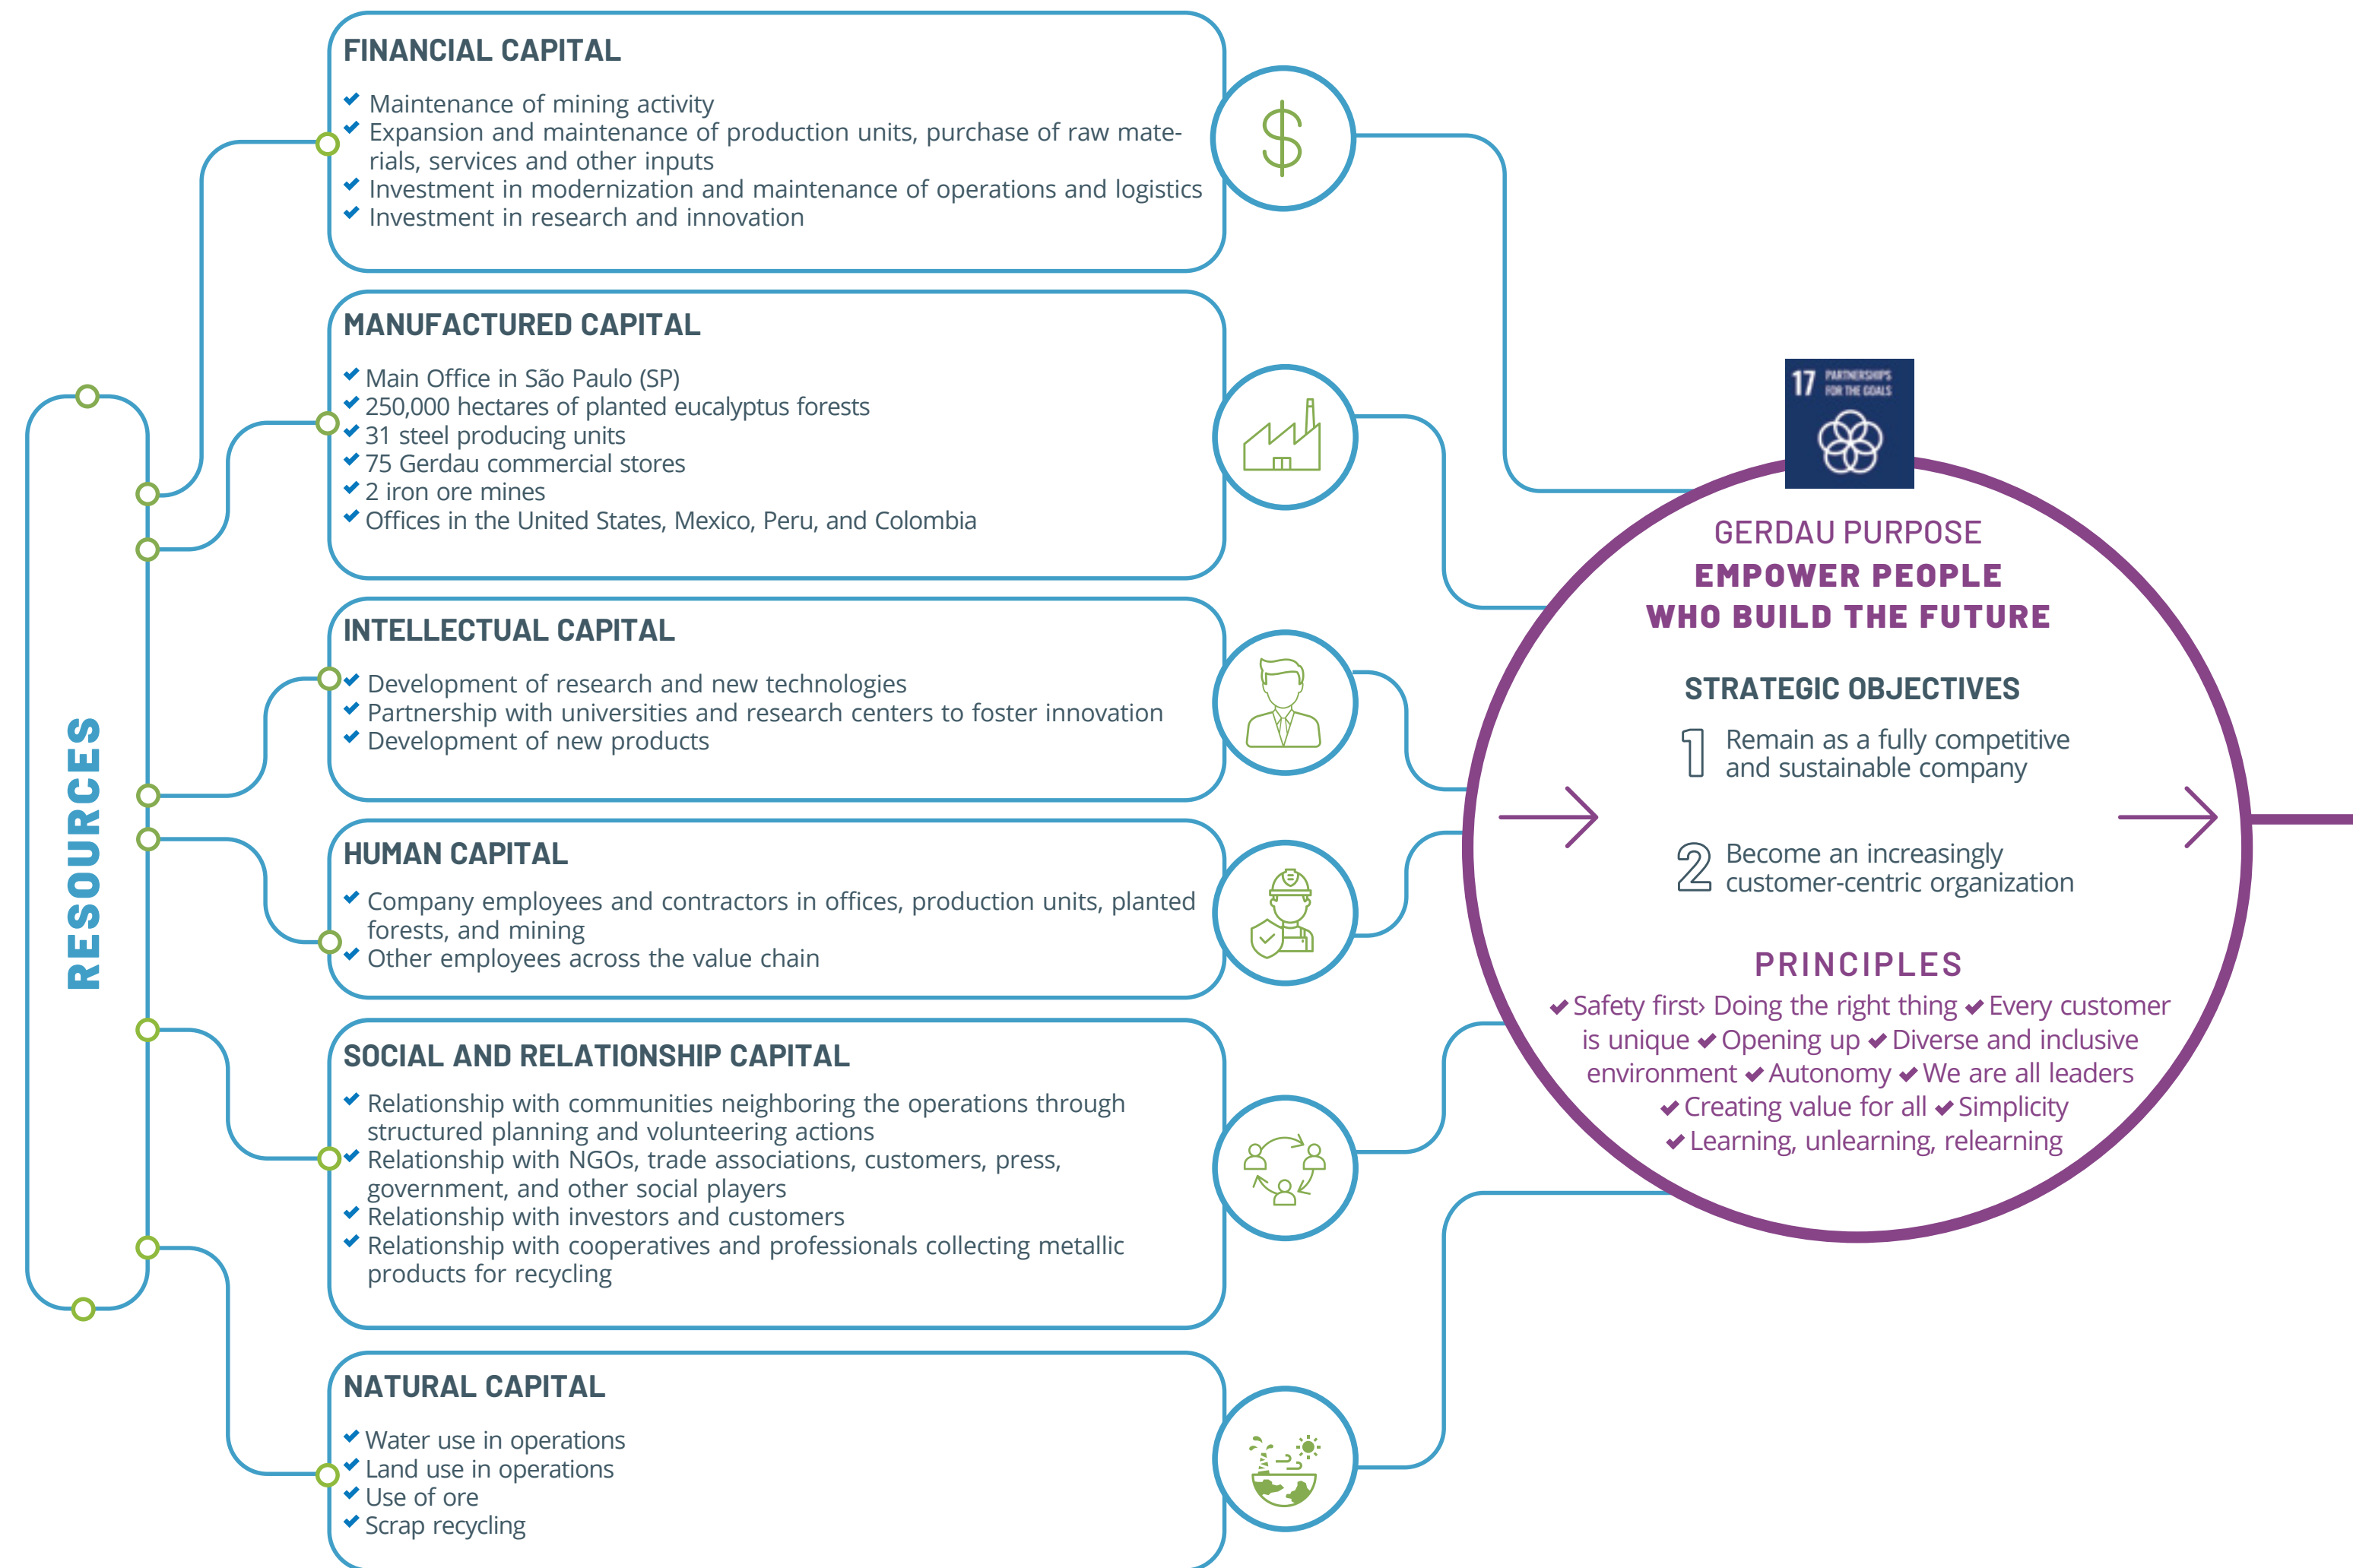 RESOURCES
FINANCIAL CAPITAL
Maintenance of mining activity
Expansion and maintenance of production units, purchase of raw mate-
rials, services and other inputs
Investment in modernization and maintenance of operations and logistics
Investment in research and innovation
MANUFACTURED CAPITAL
Main Office in São Paulo (SP)
250,000 hectares of planted eucalyptus forests
31 steel producing units
75 Gerdau commercial stores
2 iron ore mines
Offices in the United States, Mexico, Peru, and Colombia
INTELLECTUAL CAPITAL
Development of research and new technologies
Partnership with universities and research centers to foster innovation
Development of new products
HUMAN CAPITAL
Company employees and contractors in offices, production units, planted
forests, and mining
Other employees across the value chain
SOCIAL AND RELATIONSHIP CAPITAL
Relationship with communities neighboring the operations through
structured planning and volunteering actions
Relationship with NGOs, trade associations, customers, press,
government, and other social players
Relationship with investors and customers
Relationship with cooperatives and professionals collecting metallic
products for recycling
NATURAL CAPITAL
Water use in operations
Land use in operations
Use of ore
Scrap recycling
17 PARTNERSHIPS
FOR THE GOALS
GERDAU PURPOSE
EMPOWER PEOPLE
WHO BUILD THE FUTURE
STRATEGIC OBJECTIVES
1 Remain as a fully competitive
and sustainable company
2 Become an increasingly
customer-centric organization
PRINCIPLES
✔ Safety first› Doing the right thing ✔ Every customer
is unique ✔ Opening up ✔ Diverse and inclusive
environment ✔ Autonomy ✔ We are all leaders
✔ Creating value for all ✔ Simplicity
✔ Learning, unlearning, relearning